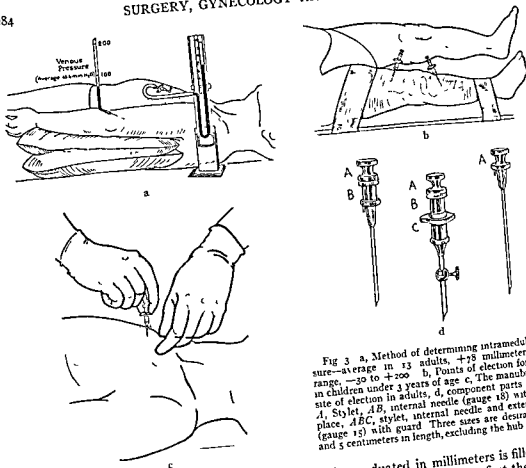 84
SURGERY, GYNECOLOGY
200
Venous
Pressure
100
a
b
A
B
A
B
C
A
d
c
Fig 3 a, Method of determining intramedul
sure—average in 13 adults, +78 millimeter
range, —30 to +200 b, Points of election for
in children under 3 years of age c, The manub
site of election in adults, d, component parts
A, Stylet, AB, internal needle (gauge 18) wit
place, ABC, stylet, internal needle and exter
(gauge 15) with guard Three sizes are desira
and 5 centimeters in length, excluding the hub
duated in millimeters is fill